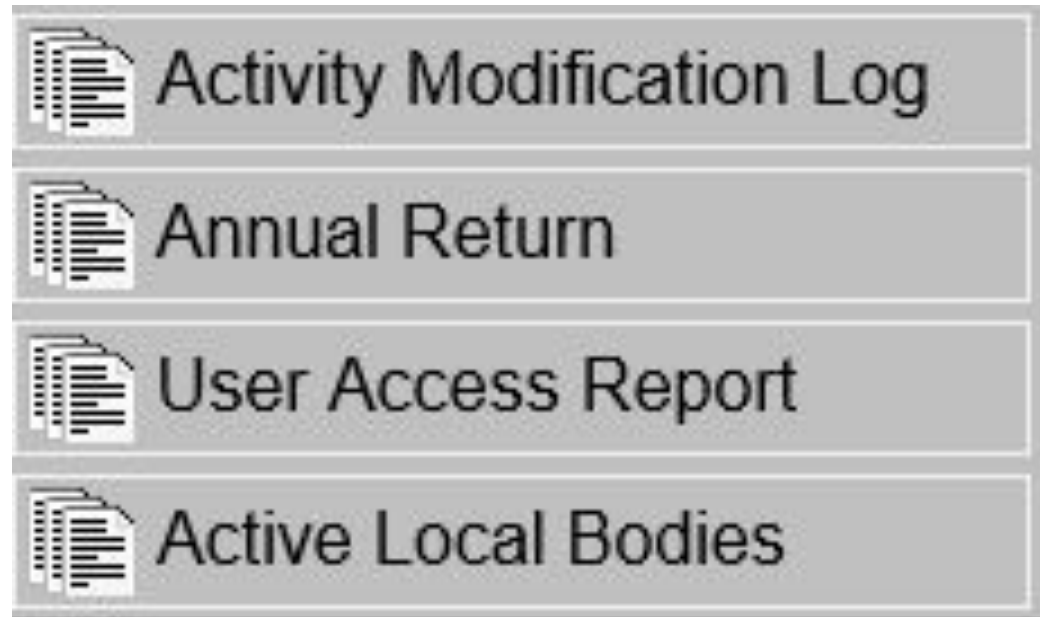 Activity Modification Log
Annual Return
User Access Report
Active Local Bodies